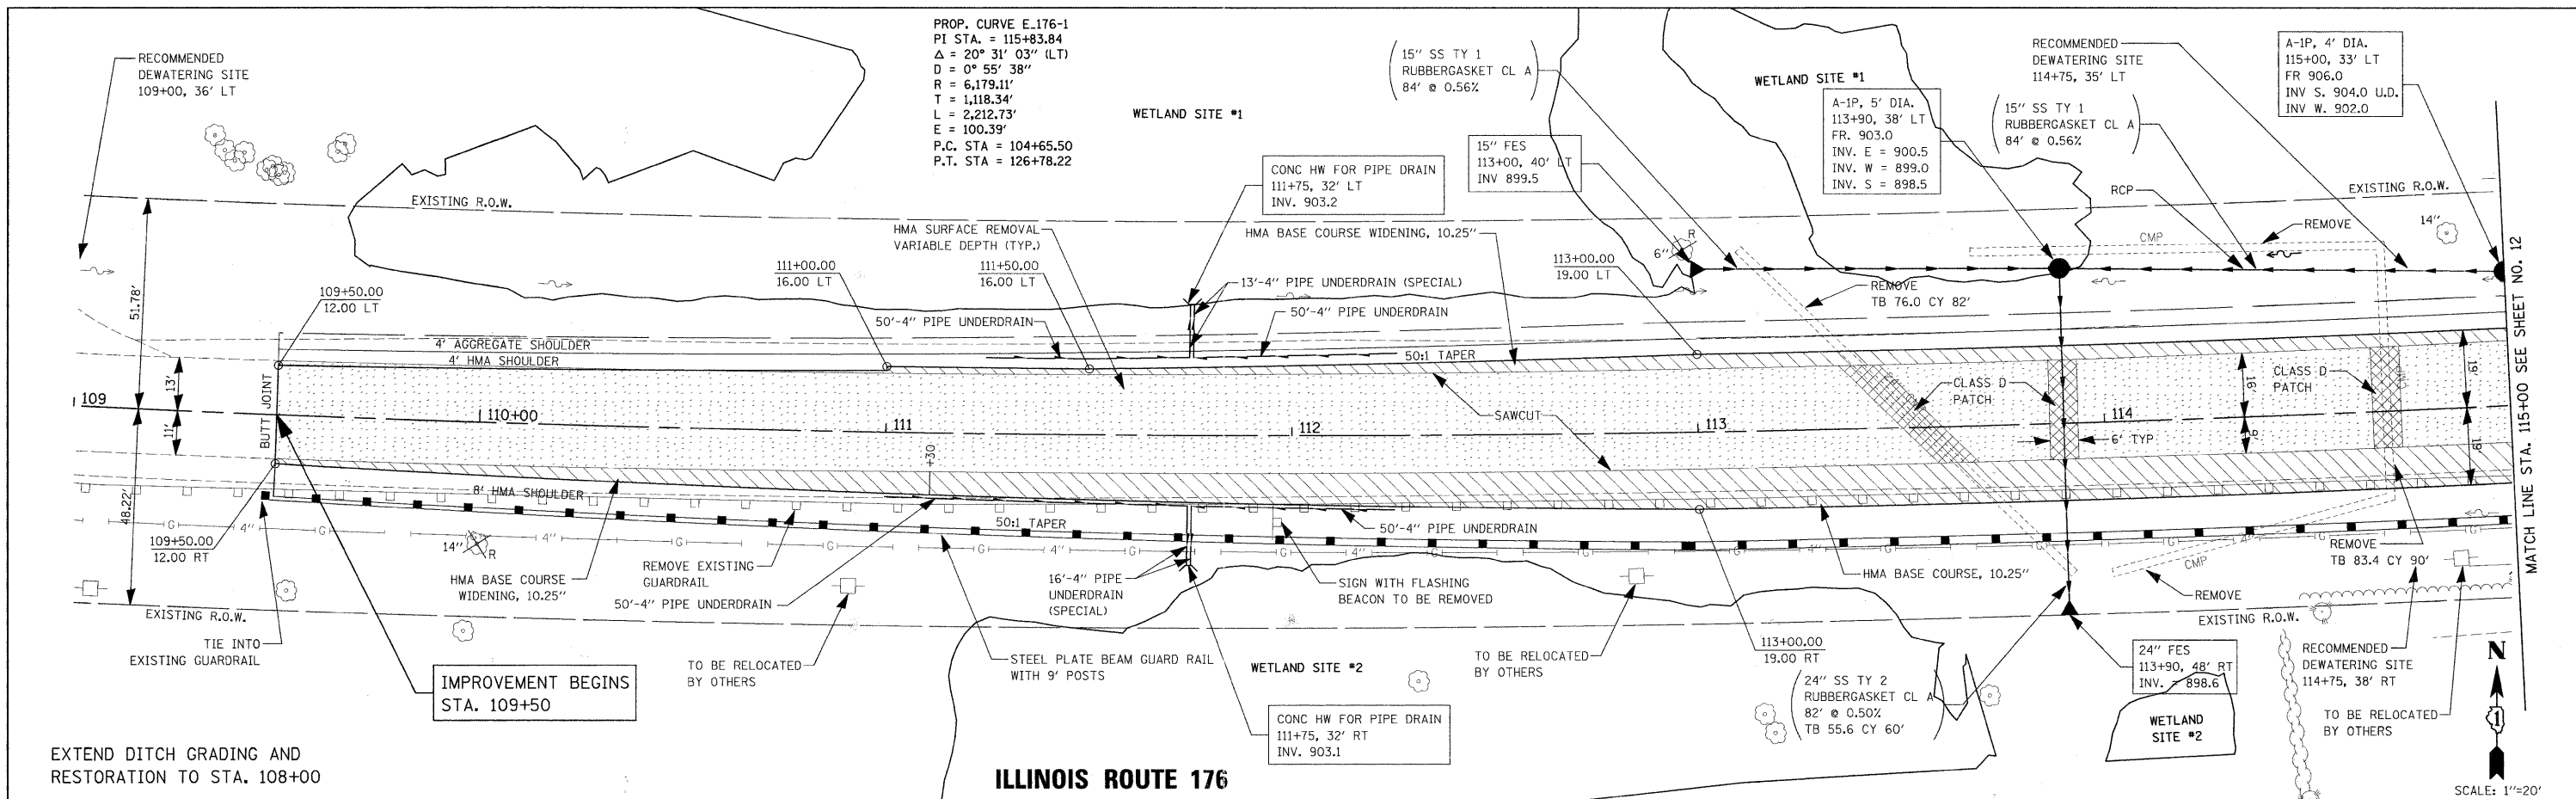 PROP. CURVE E_176-1
PI STA. = 115+83.84
Δ = 20° 31' 03" (LT)
D = 0° 55' 38"
R = 6,179.11'
T = 1,118.34'
L = 2,212.73'
E = 100.39'
P.C. STA = 104+65.50
P.T. STA = 126+78.22
RECOMMENDED
DEWATERING SITE
109+00, 36' LT
WETLAND SITE #1
15" SS TY 1
RUBBERGASKET CL A
84' @ 0.56%
WETLAND SITE #1
RECOMMENDED
DEWATERING SITE
114+75, 35' LT
A-1P, 4' DIA.
115+00, 33' LT
FR 906.0
INV S. 904.0 U.D.
INV W. 902.0
A-1P, 5' DIA.
113+90, 38' LT
FR. 903.0
INV. E = 900.5
INV. W = 899.0
INV. S = 898.5
15" SS TY 1
RUBBERGASKET CL A
84' @ 0.56%
15" FES
113+00, 40' LT
INV 899.5
CONC HW FOR PIPE DRAIN
111+75, 32' LT
INV. 903.2
EXISTING R.O.W.
EXISTING R.O.W.
RCP
REMOVE
14"
CMP
HMA SURFACE REMOVAL
VARIABLE DEPTH (TYP.)
HMA BASE COURSE WIDENING, 10.25"
6"
R
111+00.00
16.00 LT
111+50.00
16.00 LT
113+00.00
19.00 LT
109+50.00
12.00 LT
13'-4" PIPE UNDERDRAIN (SPECIAL)
REMOVE
TB 76.0 CY 82'
50'-4" PIPE UNDERDRAIN
50'-4" PIPE UNDERDRAIN
51.78'
4' AGGREGATE SHOULDER
4' HMA SHOULDER
50:1 TAPER
13'
11'
BUTT JOINT
CLASS D
PATCH
CLASS D
PATCH
CMP
16'
19'
109
110+00
111
112
113
114
SAWCUT
6' TYP
19'
+30
MATCH LINE STA. 115+00 SEE SHEET NO. 12
48.22'
8' HMA SHOULDER
50:1 TAPER
50'-4" PIPE UNDERDRAIN
G
4"
G
4"
G
G
4"
G
G
4"
G
109+50.00
12.00 RT
14"
R
HMA BASE COURSE
WIDENING, 10.25"
REMOVE EXISTING
GUARDRAIL
50'-4" PIPE UNDERDRAIN
16'-4" PIPE
UNDERDRAIN
(SPECIAL)
SIGN WITH FLASHING
BEACON TO BE REMOVED
HMA BASE COURSE, 10.25"
CMP
REMOVE
REMOVE
TB 83.4 CY 90'
EXISTING R.O.W.
EXISTING R.O.W.
TIE INTO
EXISTING GUARDRAIL
IMPROVEMENT BEGINS
STA. 109+50
TO BE RELOCATED
BY OTHERS
STEEL PLATE BEAM GUARD RAIL
WITH 9' POSTS
WETLAND SITE #2
TO BE RELOCATED
BY OTHERS
113+00.00
19.00 RT
24" SS TY 2
RUBBERGASKET CL A
82' @ 0.50%
TB 55.6 CY 60'
24" FES
113+90, 48' RT
INV. = 898.6
WETLAND
SITE #2
RECOMMENDED
DEWATERING SITE
114+75, 38' RT
TO BE RELOCATED
BY OTHERS
N
CONC HW FOR PIPE DRAIN
111+75, 32' RT
INV. 903.1
EXTEND DITCH GRADING AND
RESTORATION TO STA. 108+00
ILLINOIS ROUTE 176
SCALE: 1"=20'